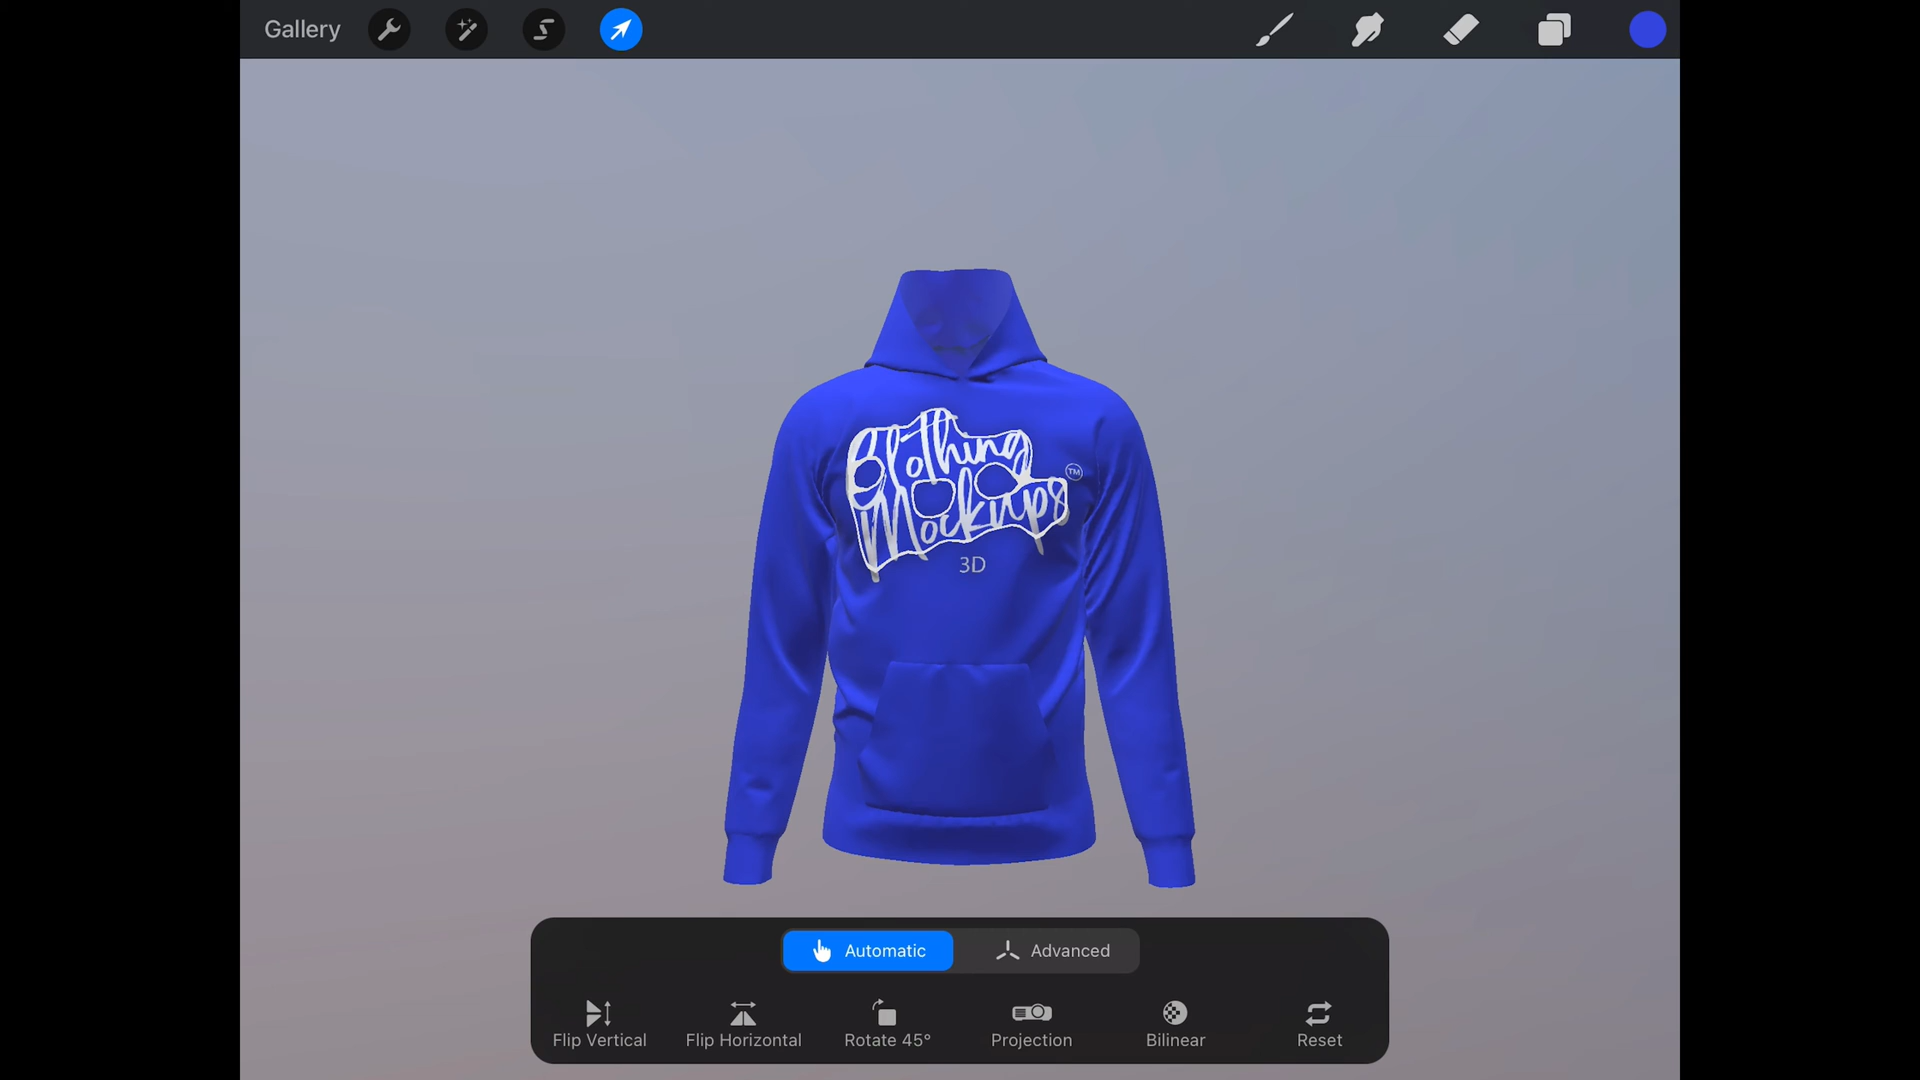 Gallery
Clothing
Mockups
TM
3D
Automatic
Advanced
Flip Vertical
Flip Horizontal
Rotate 45°
Projection
Bilinear
Reset